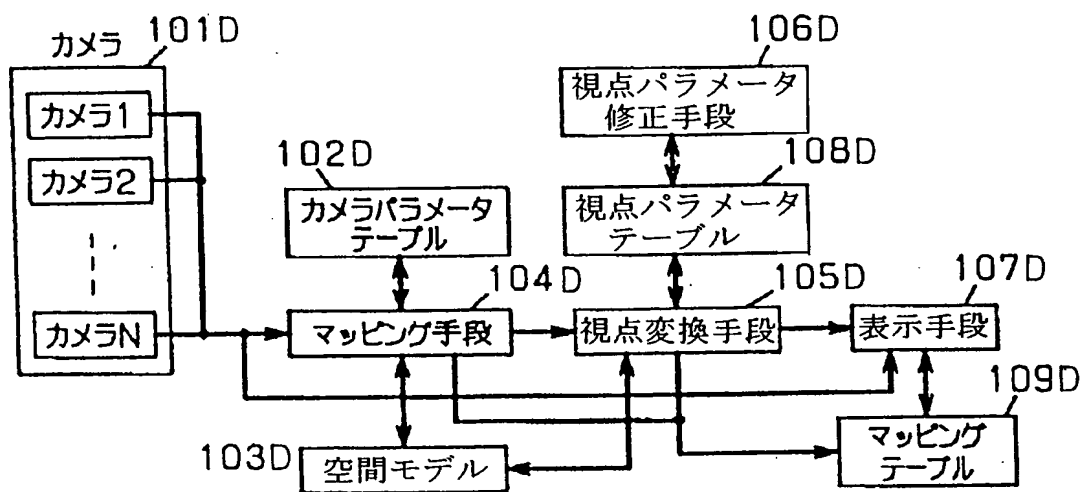 カメラ
101D
カメラ1
カメラ2
カメラN
102D
カメラパラメータ
テーブル
106D
視点パラメータ
修正手段
108D
視点パラメータ
テーブル
104D
マッピング手段
105D
視点変換手段
107D
表示手段
103D
空間モデル
109D
マッピング
テーブル